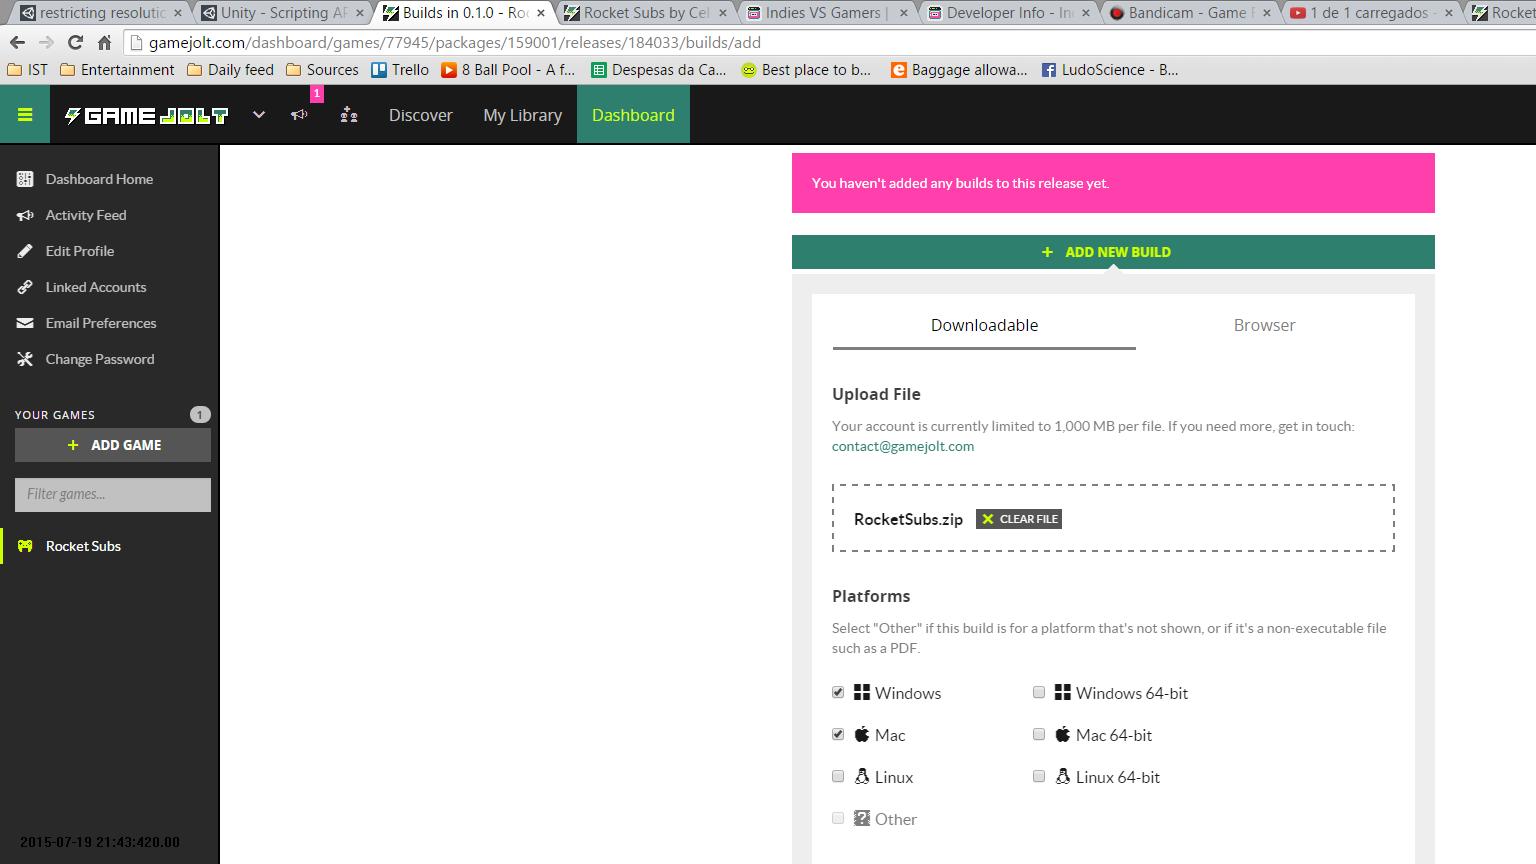 restricting resolutio
Unity - Scripting AP
Builds in 0.1.0 - Ro
Rocket Subs by Cel
Indies VS Gamers |
Developer Info - In
Bandicam - Game R
1 de 1 carregados -
Rocket
gamejolt.com/dashboard/games/77945/packages/159001/releases/184033/builds/add
IST Entertainment Daily feed Sources Trello 8 Ball Pool - A f... Despesas da Ca... Best place to b... Baggage allowa... LudoScience - B...
GAME JOLT 1 Discover My Library Dashboard
Dashboard Home
Activity Feed
Edit Profile
Linked Accounts
Email Preferences
Change Password
YOUR GAMES 1
+ ADD GAME
Filter games...
Rocket Subs
2015-07-19 21:43:420.00
You haven't added any builds to this release yet.
+ ADD NEW BUILD
Downloadable Browser
Upload File
Your account is currently limited to 1,000 MB per file. If you need more, get in touch:
contact@gamejolt.com
RocketSubs.zip CLEAR FILE
Platforms
Select "Other" if this build is for a platform that's not shown, or if it's a non-executable file
such as a PDF.
Windows Windows 64-bit
Mac Mac 64-bit
Linux Linux 64-bit
Other